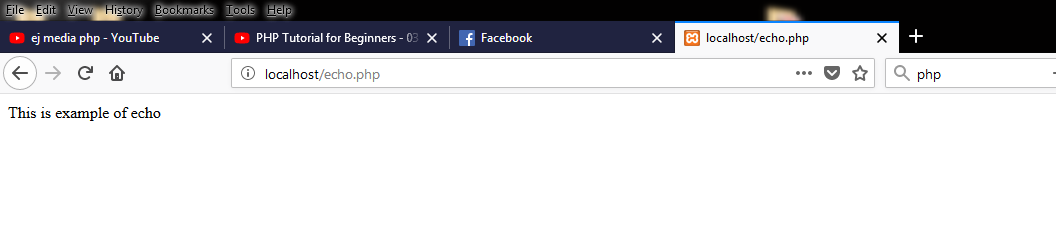 File Edit View History Bookmarks Tools Help
ej media php - YouTube
PHP Tutorial for Beginners - 03
Facebook
localhost/echo.php
localhost/echo.php
php
This is example of echo